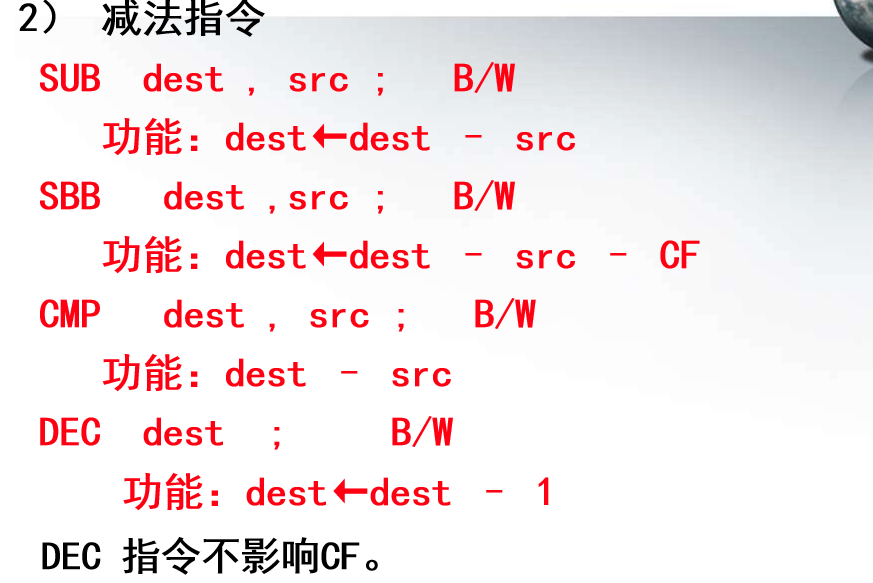 2） 减法指令
SUB dest , src ; B/W
功能：dest←dest - src
SBB dest ,src ; B/W
功能：dest←dest - src - CF
CMP dest , src ; B/W
功能：dest - src
DEC dest ; B/W
功能：dest←dest - 1
DEC 指令不影响CF。